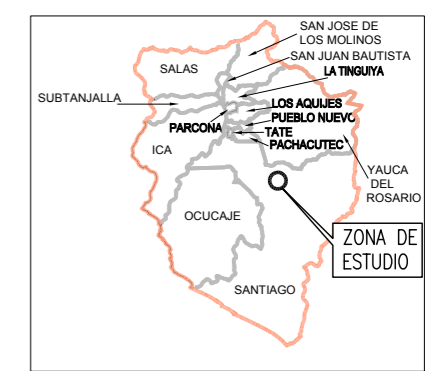 SAN JOSE DE
LOS MOLINOS
SAN JUAN BAUTISTA
SALAS
LA TINGUIYA
SUBTANJALLA
LOS AQUIJES
PARCONA
PUEBLO NUEVO
TATE
ICA
PACHACUTEC
YAUCA
DEL
ROSARIO
OCUCAJE
ZONA DE
ESTUDIO
SANTIAGO